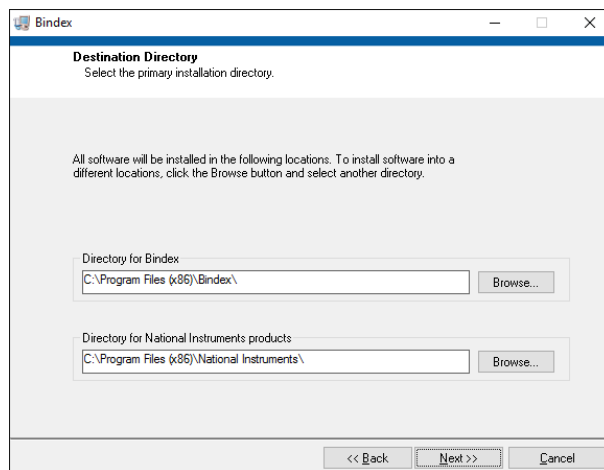 Bindex
Destination Directory
Select the primary installation directory.
All software will be installed in the following locations. To install software into a
different locations, click the Browse button and select another directory.
Directory for Bindex
C:\Program Files (x86)\Bindex\
Browse...
Directory for National Instruments products
C:\Program Files (x86)\National Instruments\
Browse...
<< Back
Next >>
Cancel